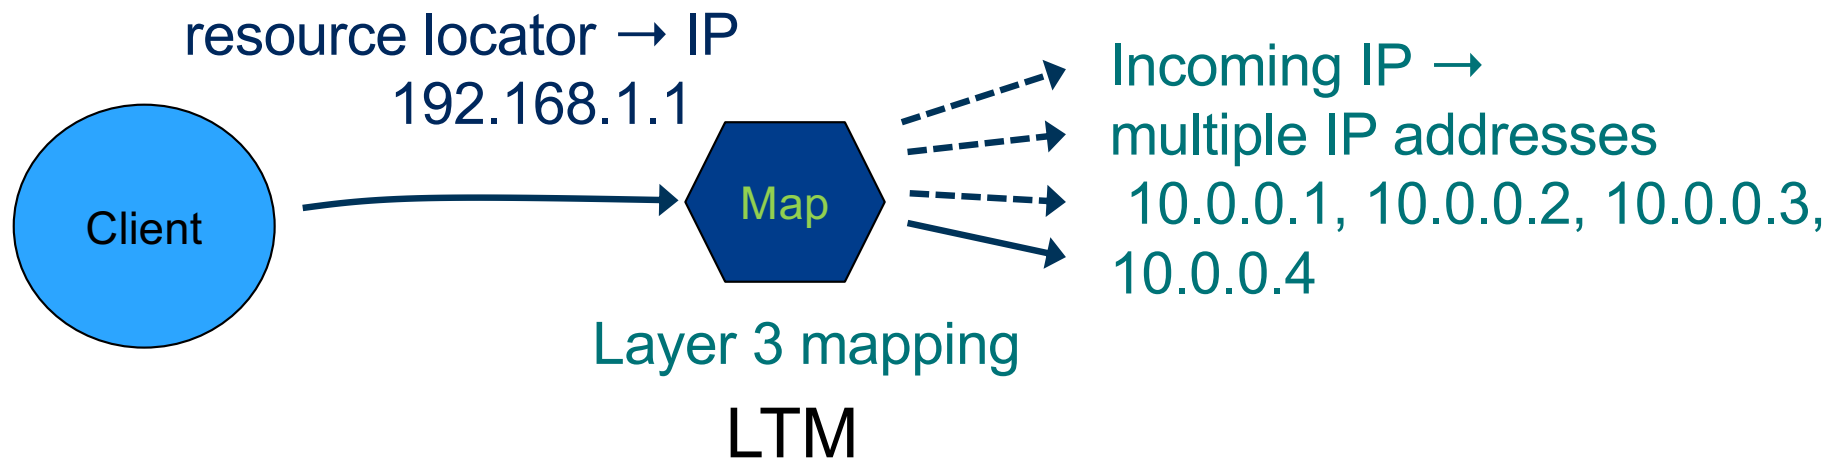 resource locator → IP
192.168.1.1
Incoming IP →
multiple IP addresses
10.0.0.1, 10.0.0.2, 10.0.0.3,
10.0.0.4
Client
Map
Layer 3 mapping
LTM